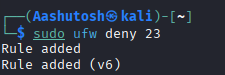 ┌──(Aashutosh㉿kali)-[~]
└─$ sudo ufw deny 23
Rule added
Rule added (v6)